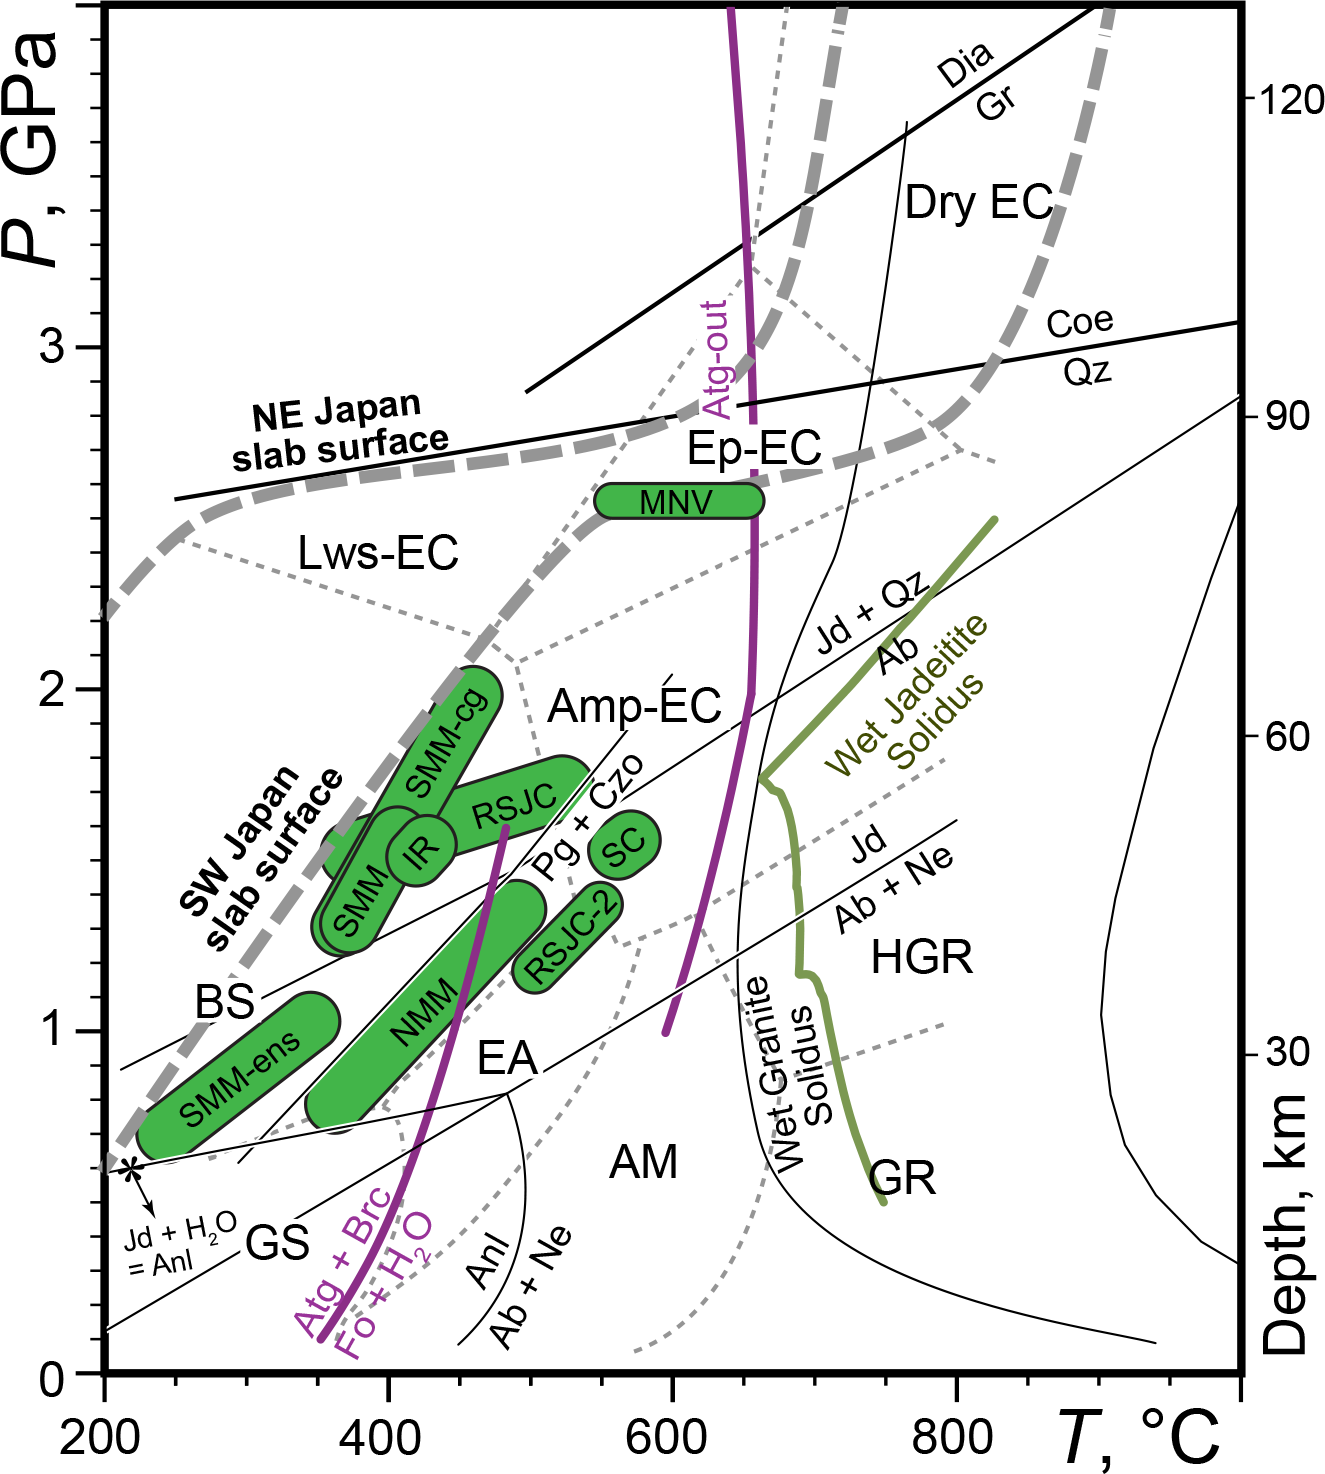 P, GPa
Dia
Gr
120
Dry EC
Atg-out
Coe
Qz
3
NE Japan
slab surface
90
Ep-EC
MNV
Lws-EC
Jd + Qz
Ab
Wet Jadeitite
Solidus
2
Amp-EC
60
SMM-cg
RSJC
Pg + Czo
SW Japan
slab surface
IR
SC
SMM
Jd
Ab + Ne
RSJC-2
HGR
BS
NMM
1
SMM-ens
EA
30
Wet Granite
Solidus
AM
GR
*
Jd + H2O
= Anl
GS
Atg + Brc
Fo + H2O
Anl
Ab + Ne
Depth, km
0
200
400
600
800
T, °C